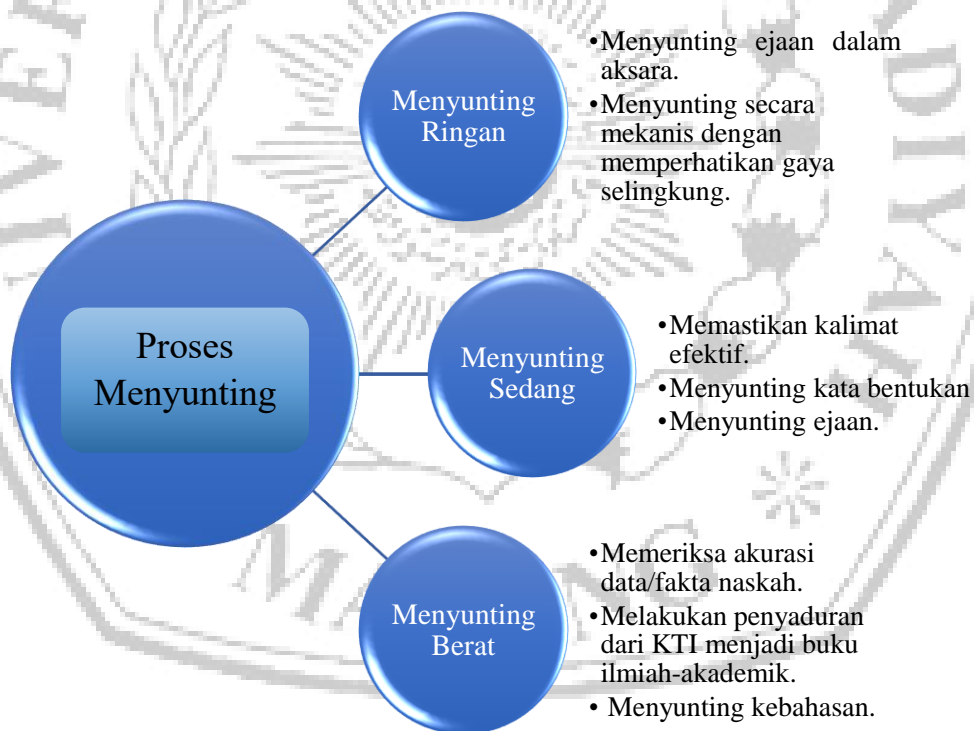 Proses
Menyunting
Menyunting
Ringan
•Menyunting ejaan dalam
aksara.
•Menyunting secara
mekanis dengan
memperhatikan gaya
selingkung.
Menyunting
Sedang
•Memastikan kalimat
efektif.
•Menyunting kata bentukan
•Menyunting ejaan.
Menyunting
Berat
•Memeriksa akurasi
data/fakta naskah.
•Melakukan penyaduran
dari KTI menjadi buku
ilmiah-akademik.
• Menyunting kebahasan.